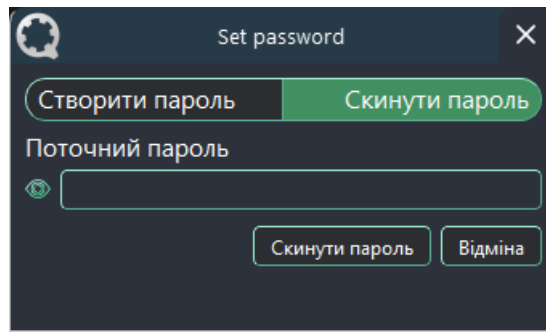 Set password
Створити пароль Скинути пароль
Поточний пароль
Скинути пароль Відміна